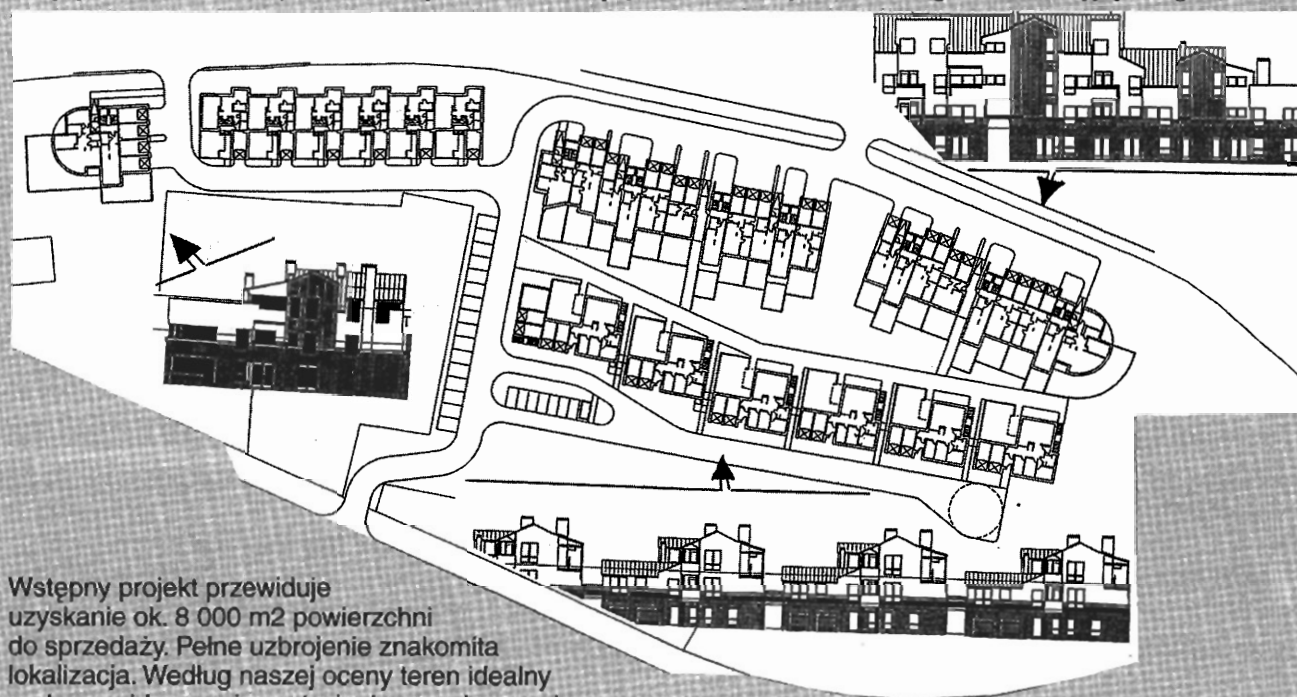 Wstępny projekt przewiduje
uzyskanie ok. 8 000 m2 powierzchni
do sprzedaży. Pełne uzbrojenie znakomita
lokalizacja. Według naszej oceny teren idealny